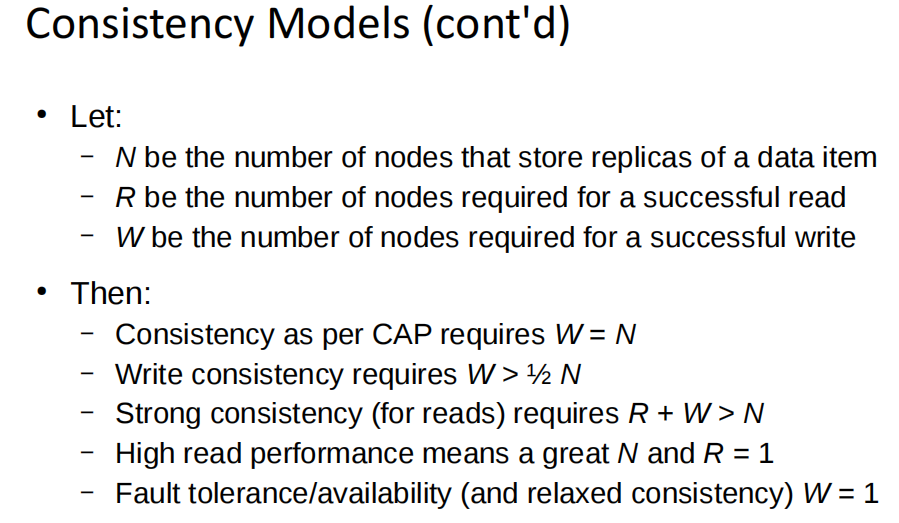 Consistency Models (cont'd)
• Let:
– N be the number of nodes that store replicas of a data item
– R be the number of nodes required for a successful read
– W be the number of nodes required for a successful write
• Then:
– Consistency as per CAP requires W = N
– Write consistency requires W > ½ N
– Strong consistency (for reads) requires R + W > N
– High read performance means a great N and R = 1
– Fault tolerance/availability (and relaxed consistency) W = 1